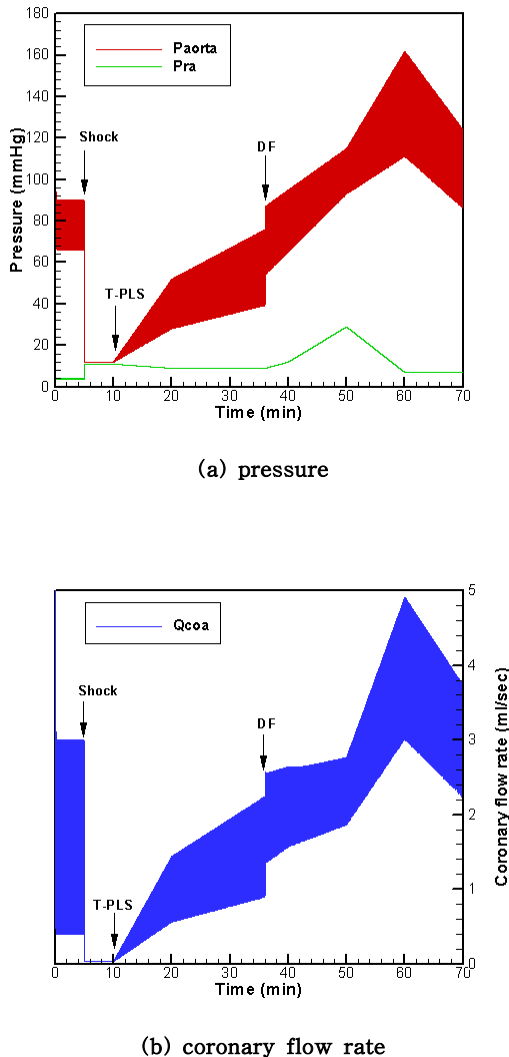 180
160
140
120
100
80
60
40
20
0
Pressure (mmHg)
Paorta
Pra
Shock
DF
T-PLS
0 10 20 30 40 50 60 70
Time (min)
(a) pressure
Qcoa
Shock
DF
T-PLS
5
4
3
2
1
0
Coronary flow rate (ml/sec)
0 10 20 30 40 50 60 70
Time (min)
(b) coronary flow rate